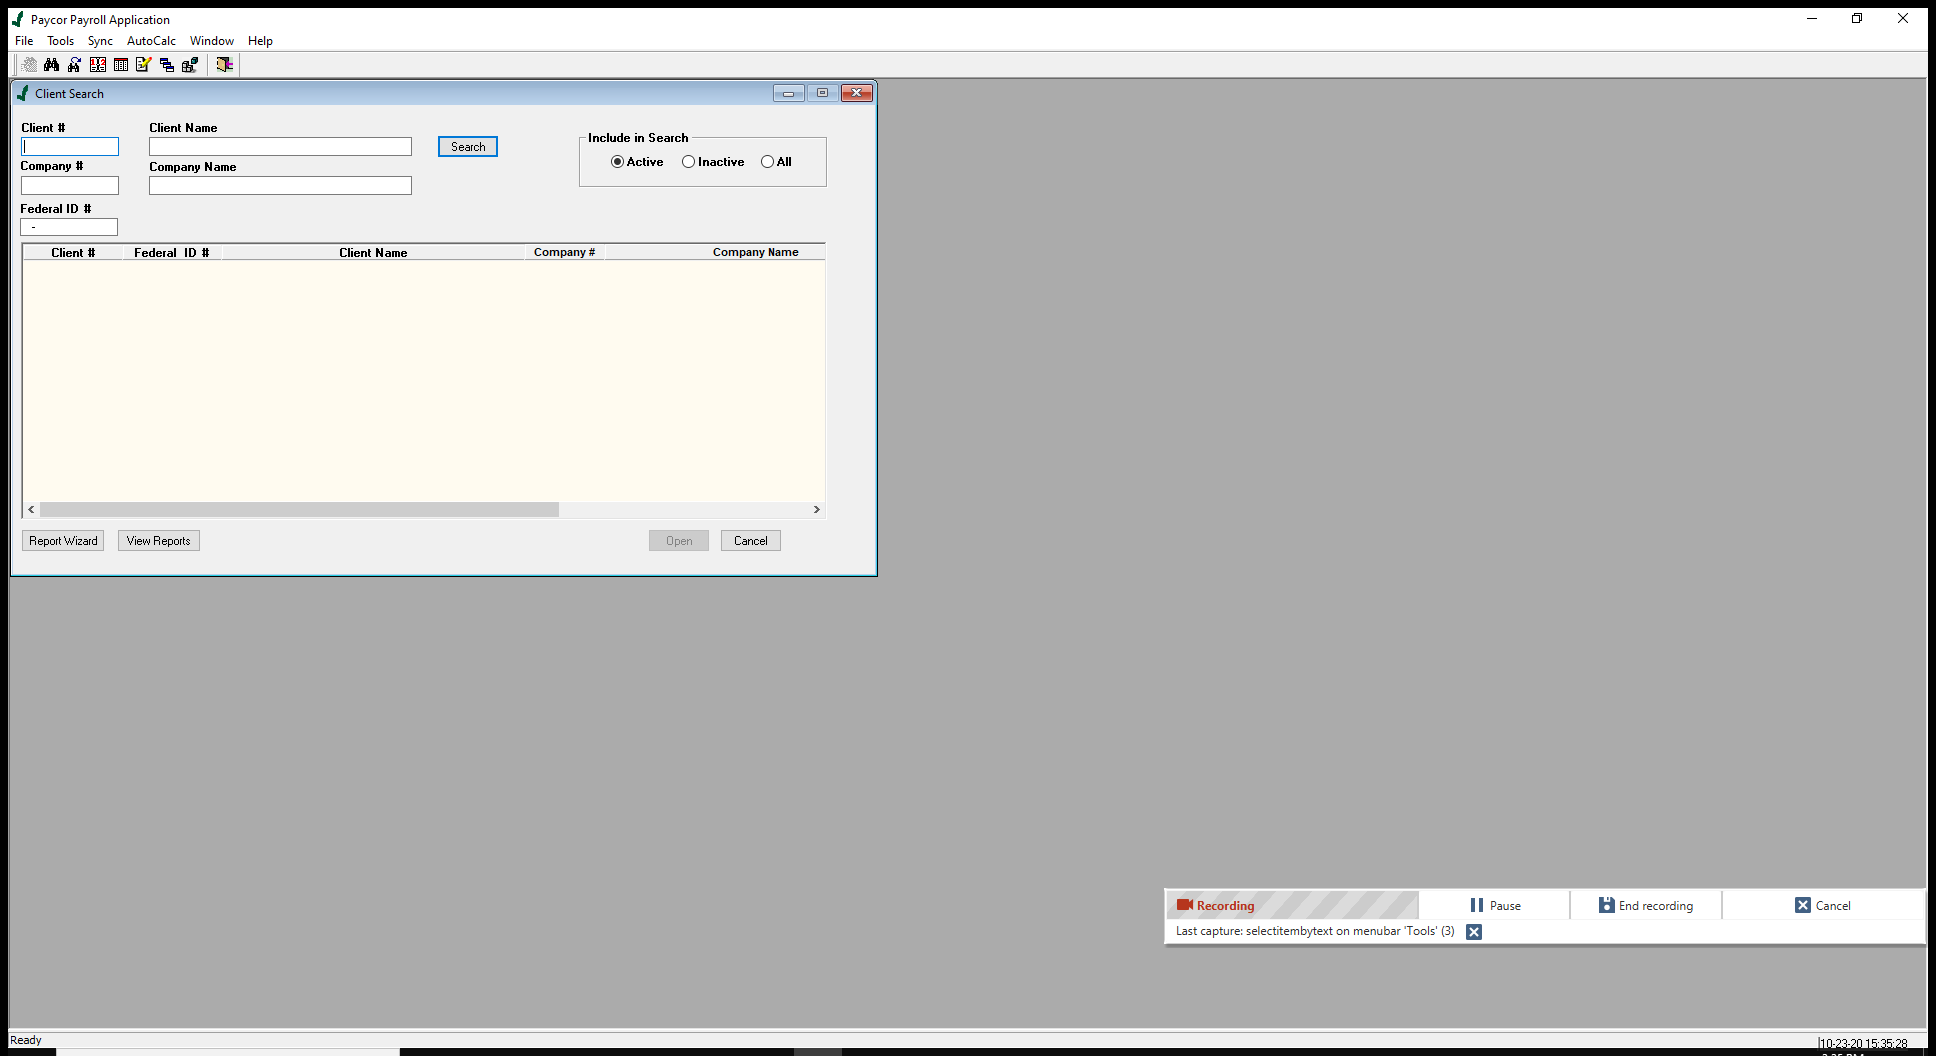 Paycor Payroll Application
File Tools Sync AutoCalc Window Help
Client Search
Client # Client Name
Search
Include in Search
Active Inactive All
Company # Company Name
Federal ID #
-
Client # Federal ID # Client Name Company # Company Name
Report Wizard View Reports Open Cancel
Recording Pause End recording Cancel
Last capture: selectitembytext on menubar 'Tools' (3)
Ready
10-23-20 15:35:28